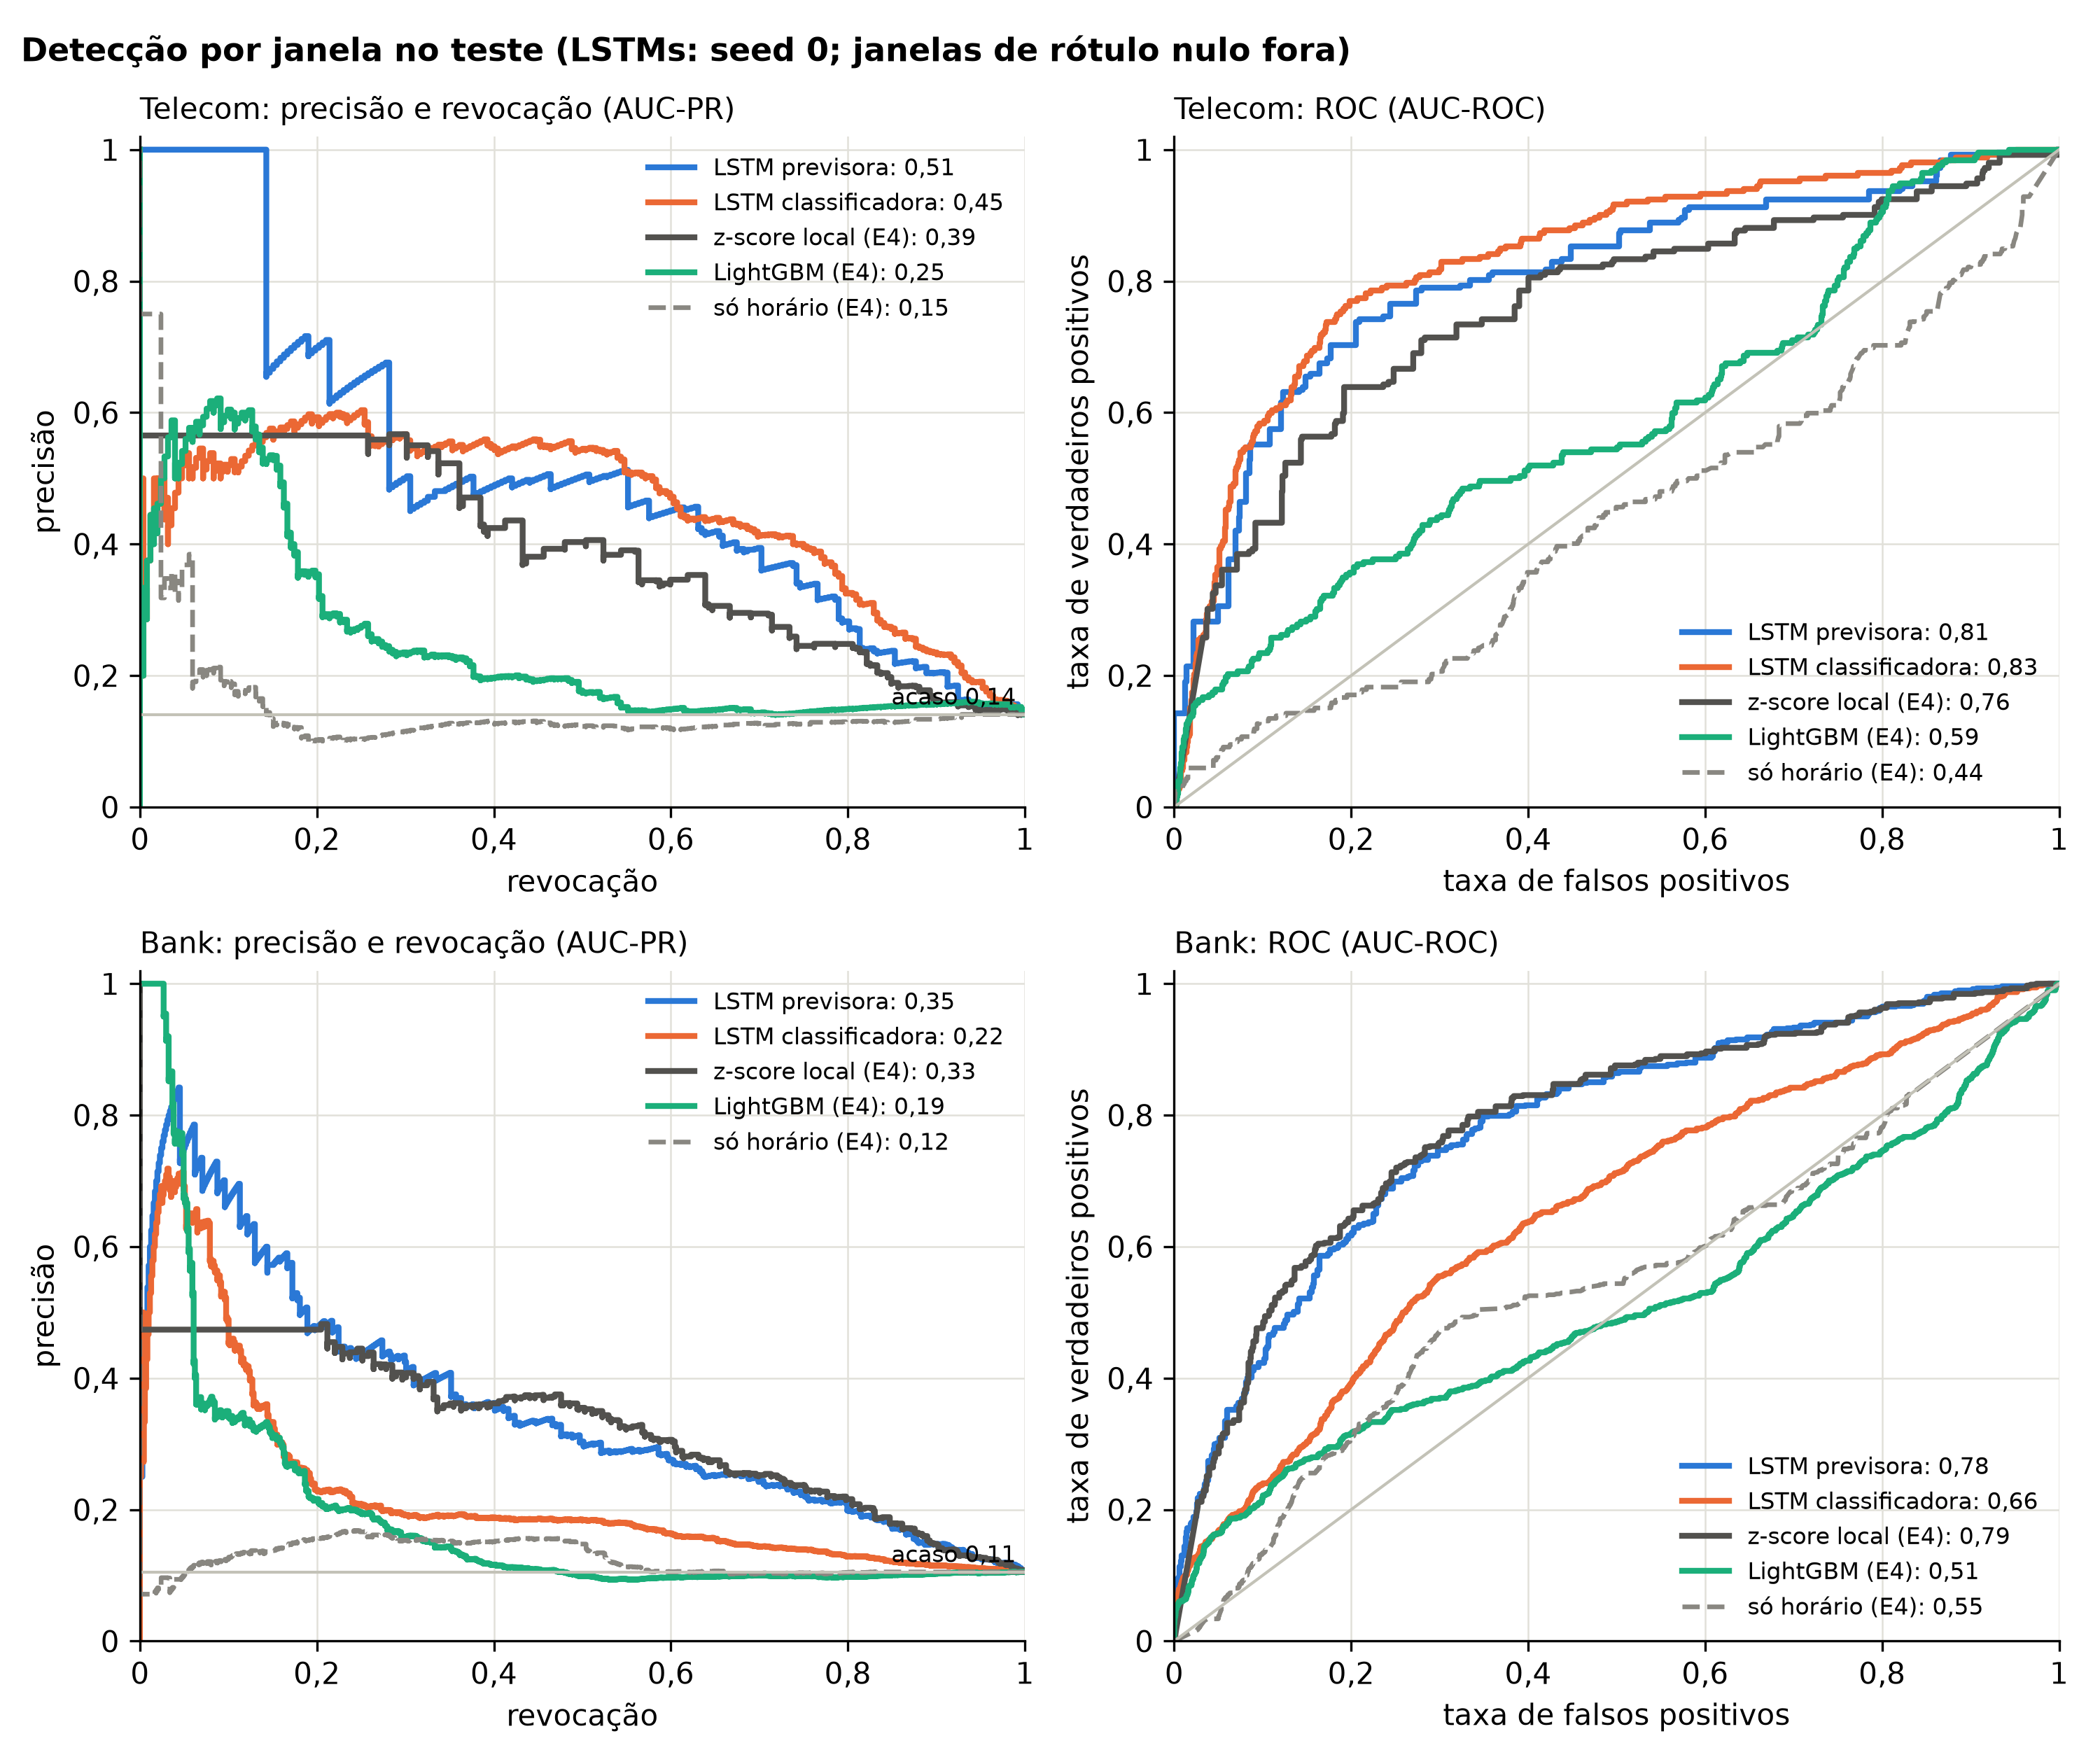 Detecção por janela no teste (LSTMs: seed 0; janelas de rótulo nulo fora)
Telecom: precisão e revocação (AUC-PR)
precisão
1
0,8
0,6
0,4
0,2
0
LSTM previsora: 0,51
LSTM classificadora: 0,45
z-score local (E4): 0,39
LightGBM (E4): 0,25
só horário (E4): 0,15
acaso 0,14
0 0,2 0,4 0,6 0,8 1
revocação
Telecom: ROC (AUC-ROC)
taxa de verdadeiros positivos
1
0,8
0,6
0,4
0,2
0
LSTM previsora: 0,81
LSTM classificadora: 0,83
z-score local (E4): 0,76
LightGBM (E4): 0,59
só horário (E4): 0,44
0 0,2 0,4 0,6 0,8 1
taxa de falsos positivos
Bank: precisão e revocação (AUC-PR)
precisão
1
0,8
0,6
0,4
0,2
0
LSTM previsora: 0,35
LSTM classificadora: 0,22
z-score local (E4): 0,33
LightGBM (E4): 0,19
só horário (E4): 0,12
acaso 0,11
0 0,2 0,4 0,6 0,8 1
revocação
Bank: ROC (AUC-ROC)
taxa de verdadeiros positivos
1
0,8
0,6
0,4
0,2
0
LSTM previsora: 0,78
LSTM classificadora: 0,66
z-score local (E4): 0,79
LightGBM (E4): 0,51
só horário (E4): 0,55
0 0,2 0,4 0,6 0,8 1
taxa de falsos positivos